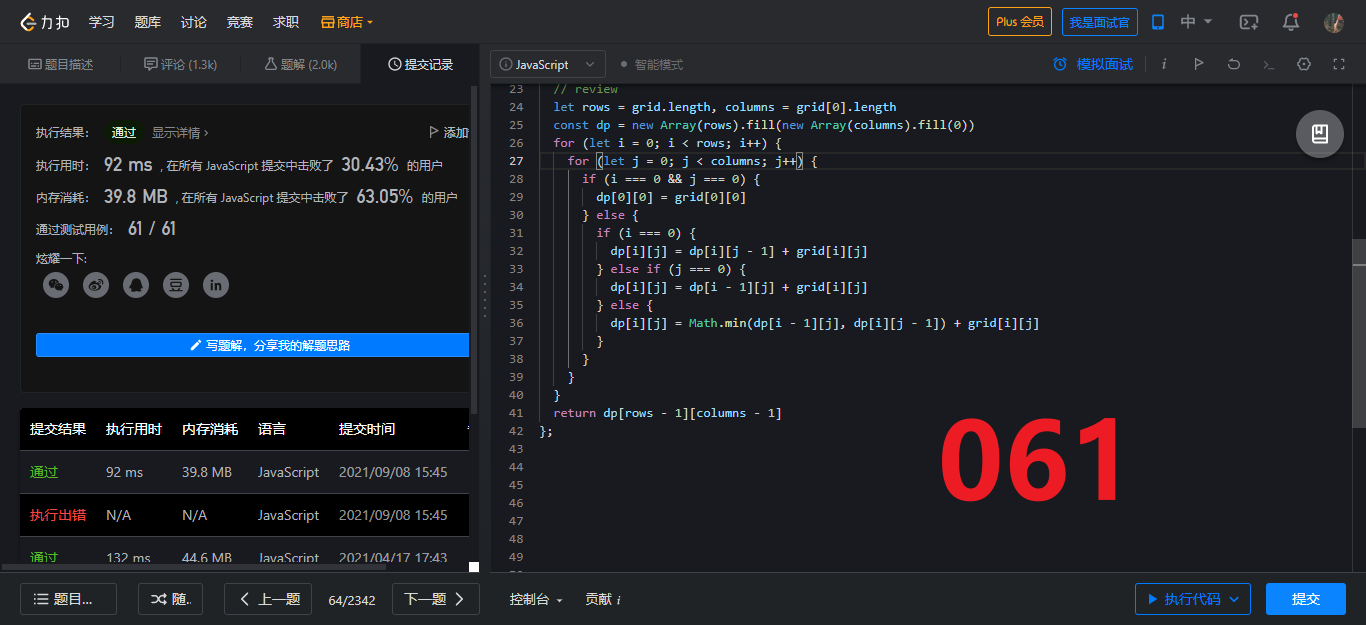 力扣 学习 题库 讨论 竞赛 求职 商店 Plus 会员 我是面试官 中
题目描述 评论 (1.3k) 题解 (2.0k) 提交记录
JavaScript 智能模式 模拟面试 i
执行结果： 通过 显示详情 › 添加
执行用时： 92 ms , 在所有 JavaScript 提交中击败了 30.43% 的用户
内存消耗： 39.8 MB , 在所有 JavaScript 提交中击败了 63.05% 的用户
通过测试用例： 61 / 61
炫耀一下:
豆 in
写题解，分享我的解题思路
提交结果 执行用时 内存消耗 语言 提交时间
通过 92 ms 39.8 MB JavaScript 2021/09/08 15:45
执行出错 N/A N/A JavaScript 2021/09/08 15:45
通过 132 ms 44.6 MB JavaScript 2021/04/17 17:43
23 // review
24 let rows = grid.length, columns = grid[0].length
25 const dp = new Array(rows).fill(new Array(columns).fill(0))
26 for (let i = 0; i < rows; i++) {
27 for (let j = 0; j < columns; j++) {
28 if (i === 0 && j === 0) {
29 dp[0][0] = grid[0][0]
30 } else {
31 if (i === 0) {
32 dp[i][j] = dp[i][j - 1] + grid[i][j]
33 } else if (j === 0) {
34 dp[i][j] = dp[i - 1][j] + grid[i][j]
35 } else {
36 dp[i][j] = Math.min(dp[i - 1][j], dp[i][j - 1]) + grid[i][j]
37 }
38 }
39 }
40 }
41 return dp[rows - 1][columns - 1]
42 };
43
44
45
46
47
48
49
061
题目... 随.. 上一题 64/2342 下一题 控制台 贡献 i 执行代码 提交